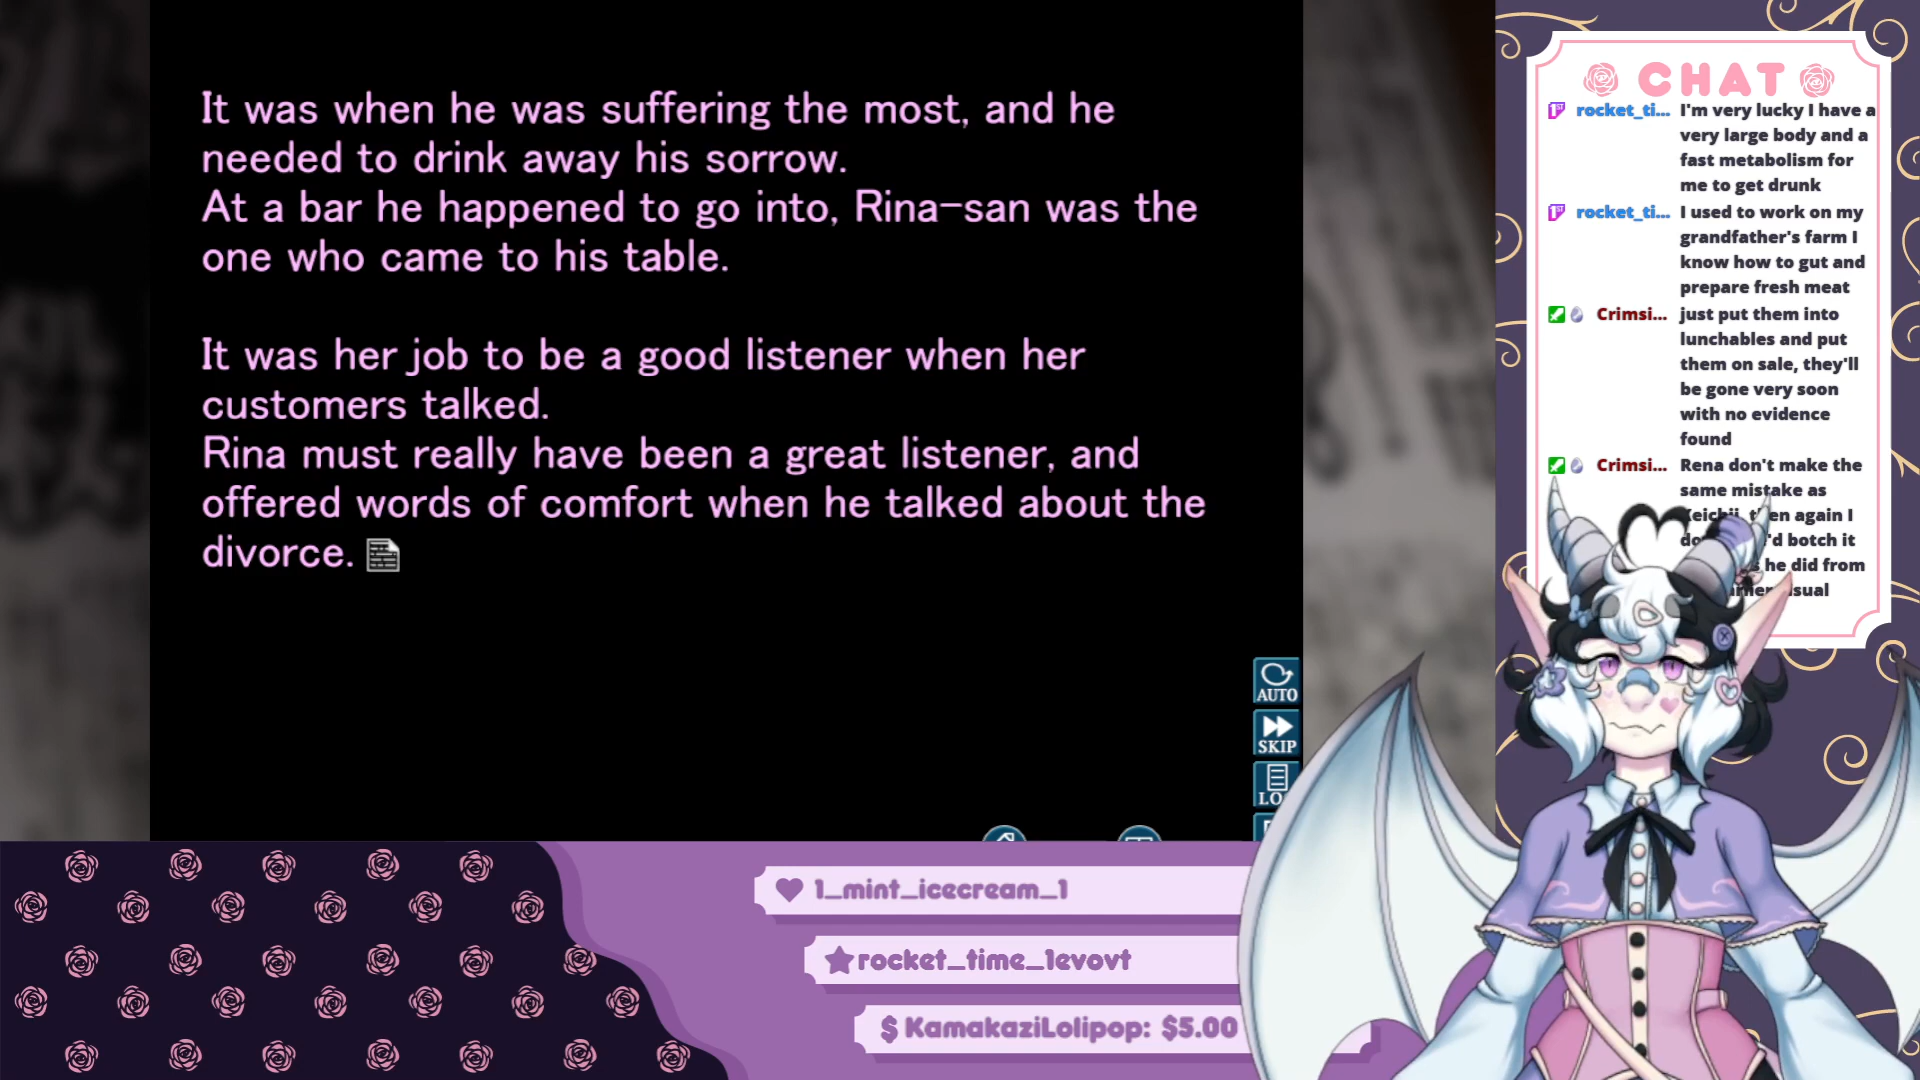 It was when he was suffering the most, and he
needed to drink away his sorrow.
At a bar he happened to go into, Rina-san was the
one who came to his table.
It was her job to be a good listener when her
customers talked.
Rina must really have been a great listener, and
offered words of comfort when he talked about the
divorce.
AUTO
SKIP
CHAT
rocket_ti... I'm very lucky I have a
very large body and a
fast metabolism for
me to get drunk
rocket_ti... I used to work on my
grandfather's farm I
know how to gut and
prepare fresh meat
Crimsi... just put them into
lunchables and put
them on sale, they'll
be gone very soon
with no evidence
found
Crimsi... Rena don't make the
same mistake as
then again I
'd botch it
he did from
1_mint_icecream_1
rocket_time_1evovt
$ KamakaziLolipop: $5.00